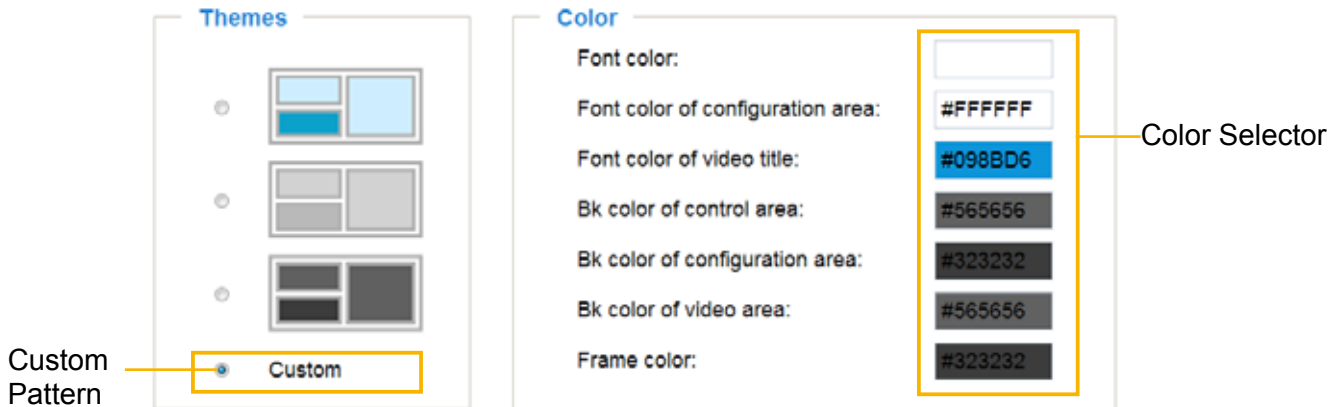 Themes
Custom
Custom
Pattern
Color
Font color:
Font color of configuration area: #FFFFFF
Font color of video title: #098BD6
Bk color of control area: #565656
Bk color of configuration area: #323232
Bk color of video area: #565656
Frame color: #323232
Color Selector